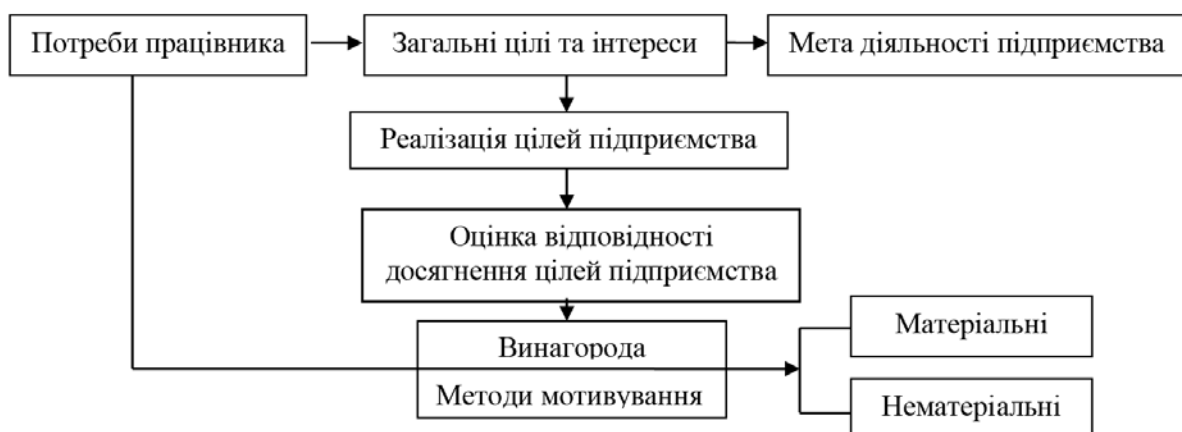 Потреби працівника
Загальні цілі та інтереси
Мета діяльності підприємства
Реалізація цілей підприємства
Оцінка відповідності
досягнення цілей підприємства
Винагорода
Методи мотивування
Матеріальні
Нематеріальні